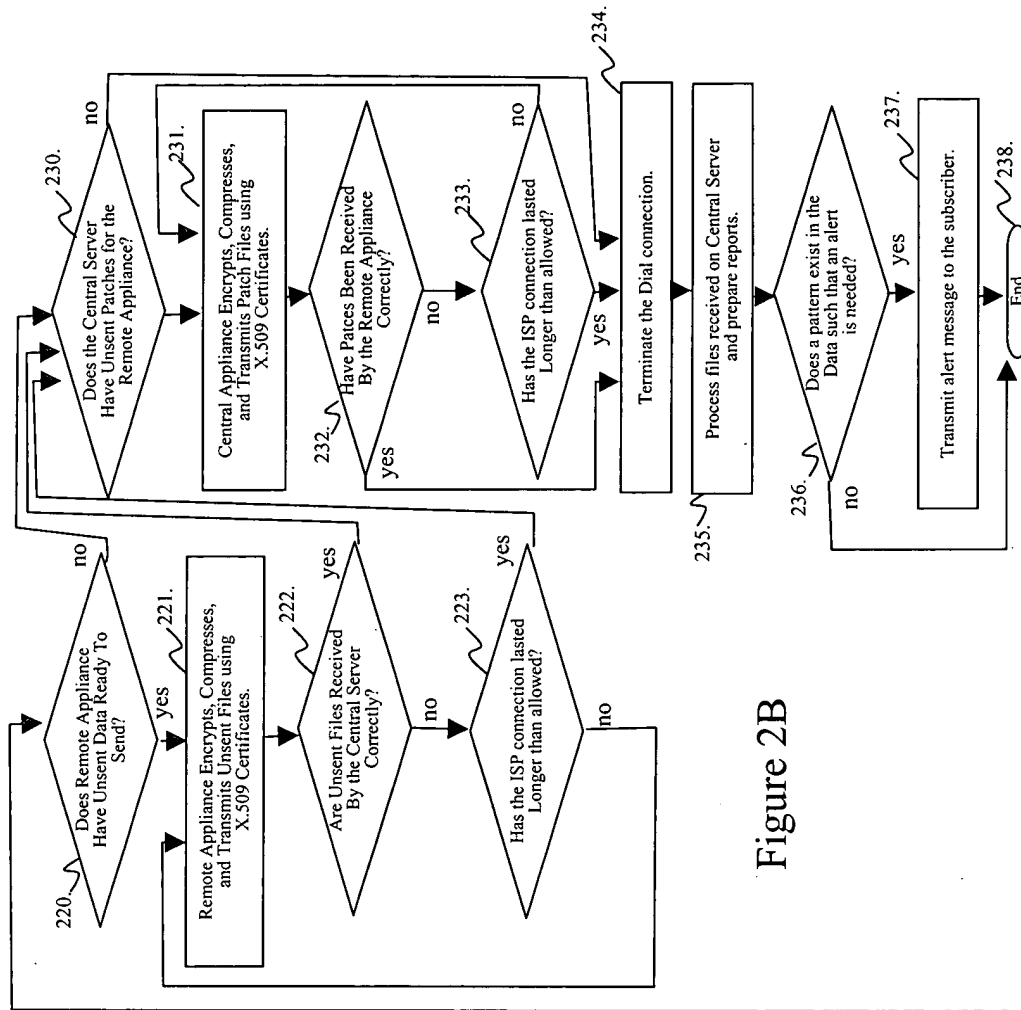 220.
Does Remote Appliance
Have Unsent Data Ready To
Send?
no
yes
221.
Remote Appliance Encrypts, Compresses,
and Transmits Unsent Files using
X.509 Certificates.
222.
Are Unsent Files Received
By the Central Server
Correctly?
yes
no
223.
Has the ISP connection lasted
Longer than allowed?
yes
no
230.
Does the Central Server
Have Unsent Patches for the
Remote Appliance?
no
231.
Central Appliance Encrypts, Compresses,
and Transmits Patch Files using
X.509 Certificates.
232.
Have Patces Been Received
By the Remote Appliance
Correctly?
yes
no
233.
Has the ISP connection lasted
Longer than allowed?
no
yes
234.
Terminate the Dial connection.
235.
Process files received on Central Server
and prepare reports.
236.
Does a pattern exist in the
Data such that an alert
is needed?
no
yes
237.
Transmit alert message to the subscriber.
238.
End
Figure 2B